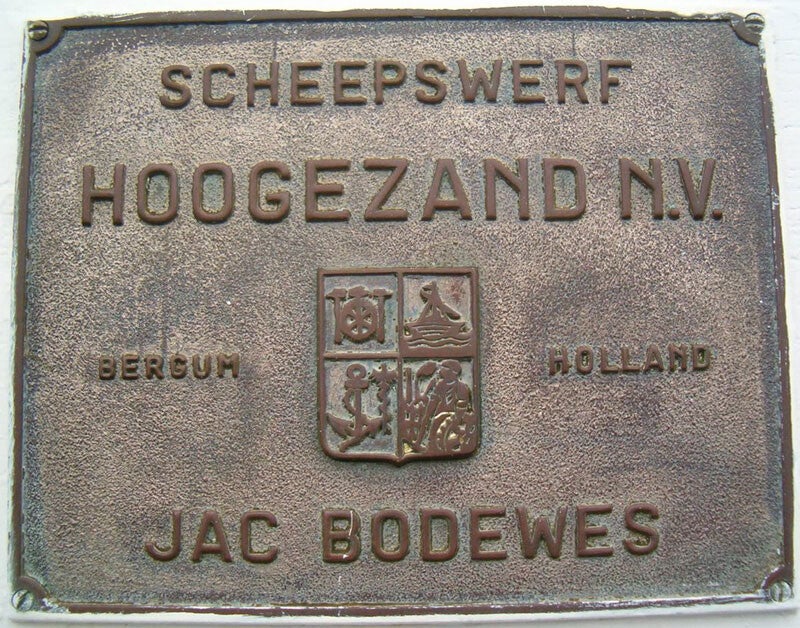 SCHEEPSWERF
HOOGEZAND N.V.
BERGUM HOLLAND
JAC BODEWES